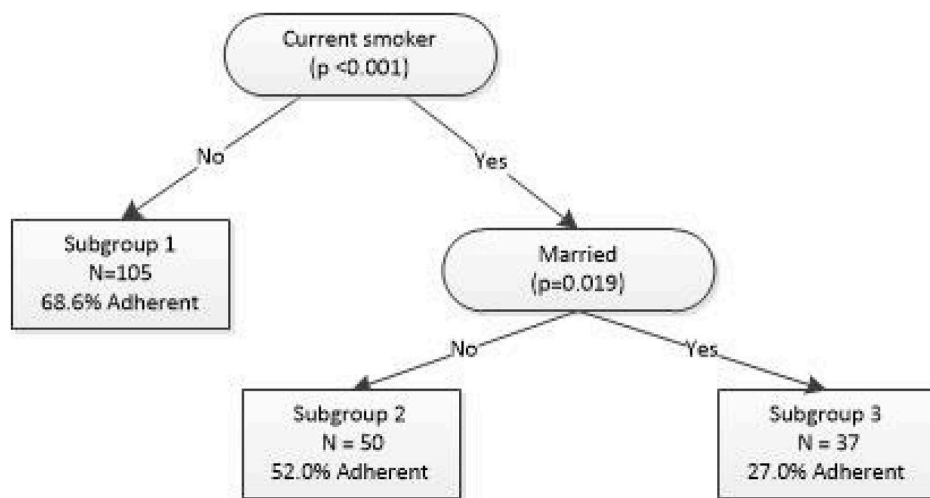 Current smoker
(p <0.001)
No
Yes
Subgroup 1
N=105
68.6% Adherent
Married
(p=0.019)
No
Yes
Subgroup 2
N = 50
52.0% Adherent
Subgroup 3
N = 37
27.0% Adherent